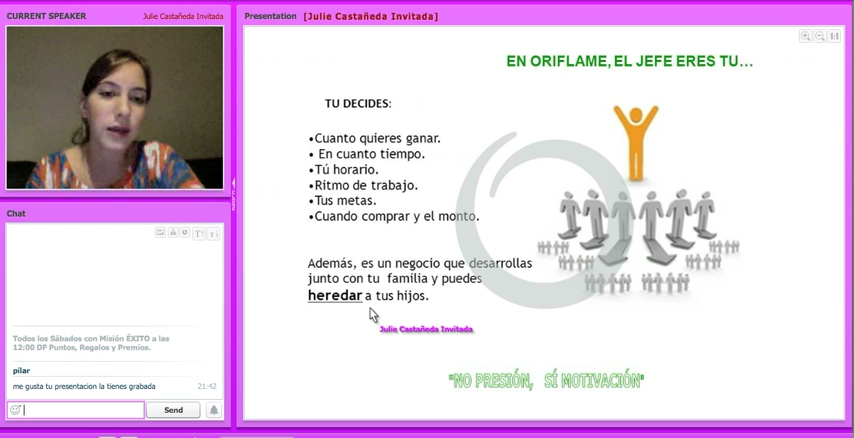 CURRENT SPEAKER
Julie Castañeda Invitada
Presentation [Julie Castañeda Invitada]
1:1
EN ORIFLAME, EL JEFE ERES TU...
TU DECIDES:
•Cuanto quieres ganar.
• En cuanto tiempo.
•Tú horario.
•Ritmo de trabajo.
•Tus metas.
•Cuando comprar y el monto.
Además, es un negocio que desarrollas
junto con tu familia y puedes
heredar a tus hijos.
Julie Castañeda Invitada
"NO PRESIÓN, SÍ MOTIVACIÓN"
Chat
Todos los Sábados con Misión ÉXITO a las
12:00 DF Puntos, Regalos y Premios.
pilar
me gusta tu presentacion la tienes grabada 21:42
Send